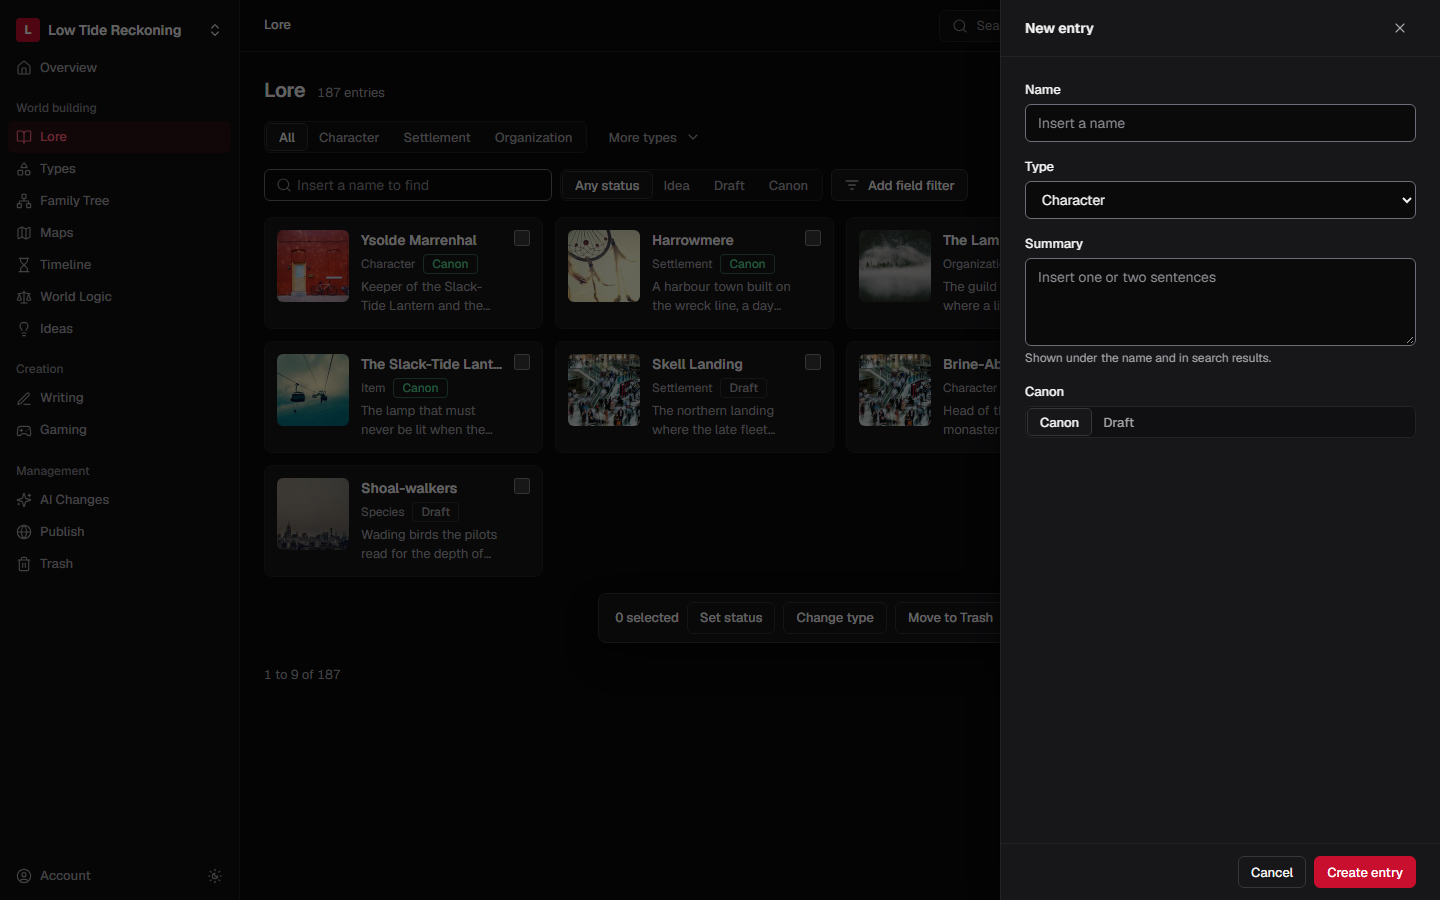 L
Low Tide Reckoning
Overview
World building
Lore
Types
Family Tree
Maps
Timeline
World Logic
Ideas
Creation
Writing
Gaming
Management
AI Changes
Publish
Trash
Account
Lore
Sea
Lore 187 entries
All Character Settlement Organization More types
Insert a name to find
Any status Idea Draft Canon
Add field filter
Ysolde Marrenhal
Character Canon
Keeper of the Slack-
Tide Lantern and the...
Harrowmere
Settlement Canon
A harbour town built on
the wreck line, a day...
The Lam
Organizati
The guild
where a li
The Slack-Tide Lant...
Item Canon
The lamp that must
never be lit when the...
Skell Landing
Settlement Draft
The northern landing
where the late fleet...
Brine-Ab
Character
Head of t
monaster
Shoal-walkers
Species Draft
Wading birds the pilots
read for the depth of...
0 selected Set status Change type Move to Trash
1 to 9 of 187
New entry
Name
Insert a name
Type
Character
Summary
Insert one or two sentences
Shown under the name and in search results.
Canon
Canon Draft
Cancel Create entry